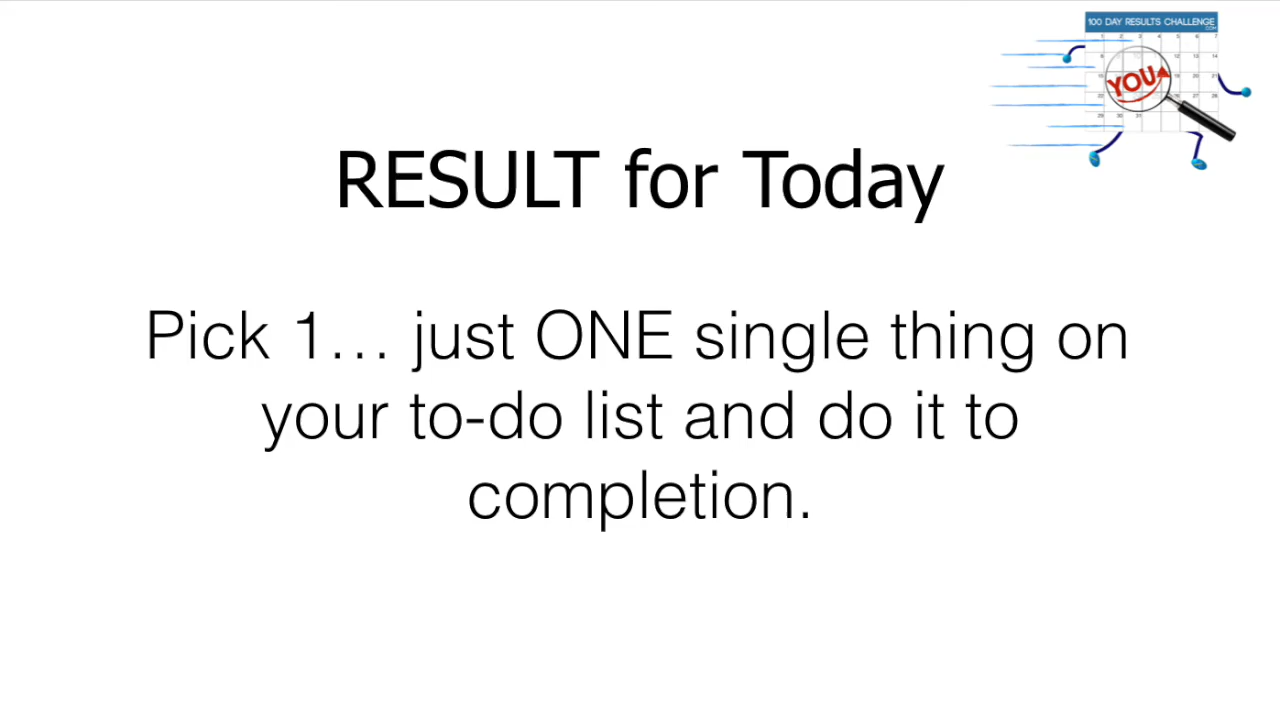 100 DAY RESULTS CHALLENGE
.COM
YOU
RESULT for Today
Pick 1... just ONE single thing on
your to-do list and do it to
completion.